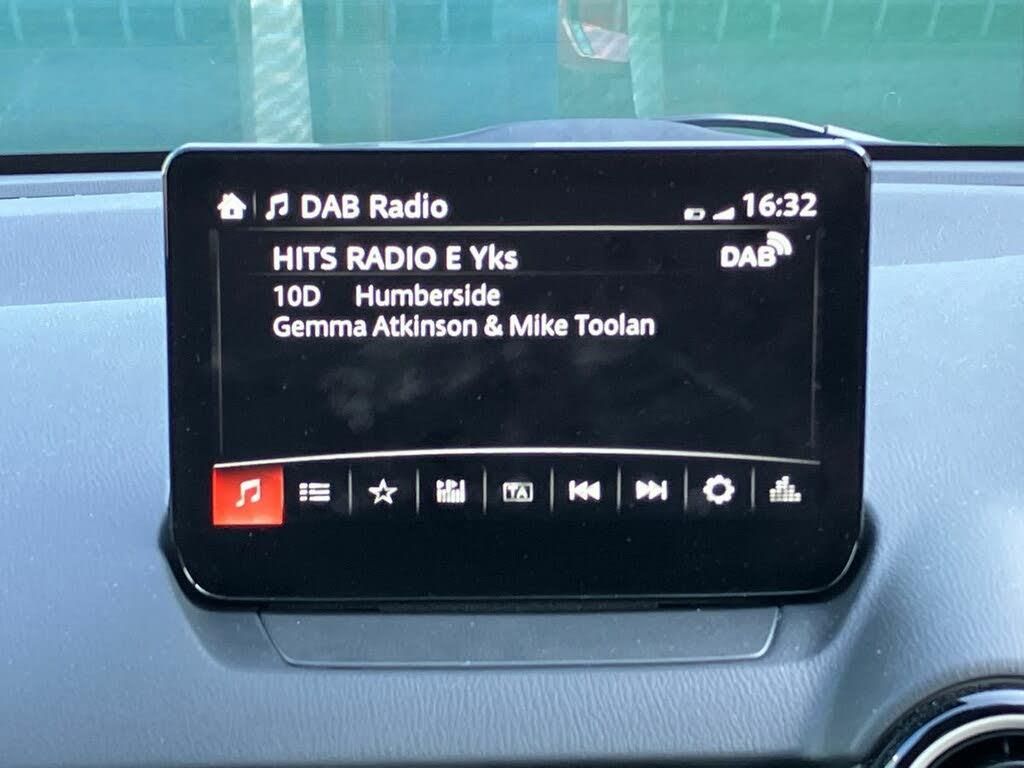 DAB Radio 16:32
HITS RADIO E Yks DAB
10D Humberside
Gemma Atkinson & Mike Toolan
TA